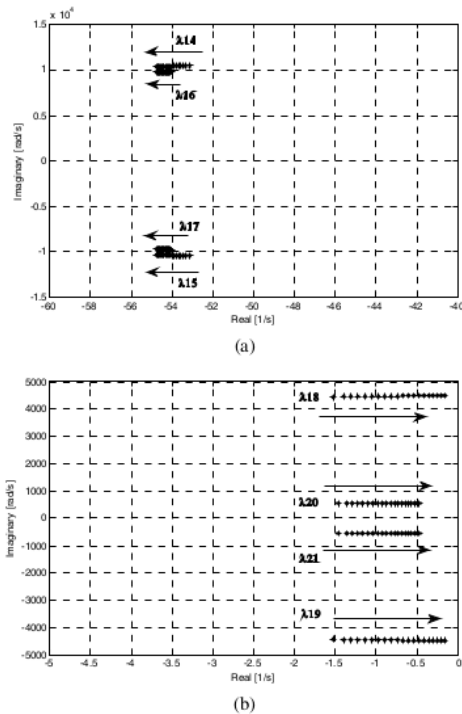 x 10⁴
1.5
λ14
1
λ16
0.5
0
-0.5
λ17
-1
λ15
-1.5
-60 -58 -56 -54 -52 -50 -48 -46 -44 -42 -40
Imaginary [rad/s]
Real [1/s]
(a)
5000
λ18
4000
3000
2000
1000
λ20
0
-1000
λ21
-2000
-3000
λ19
-4000
-5000
-5 -4.5 -4 -3.5 -3 -2.5 -2 -1.5 -1 -0.5 0
Imaginary [rad/s]
Real [1/s]
(b)